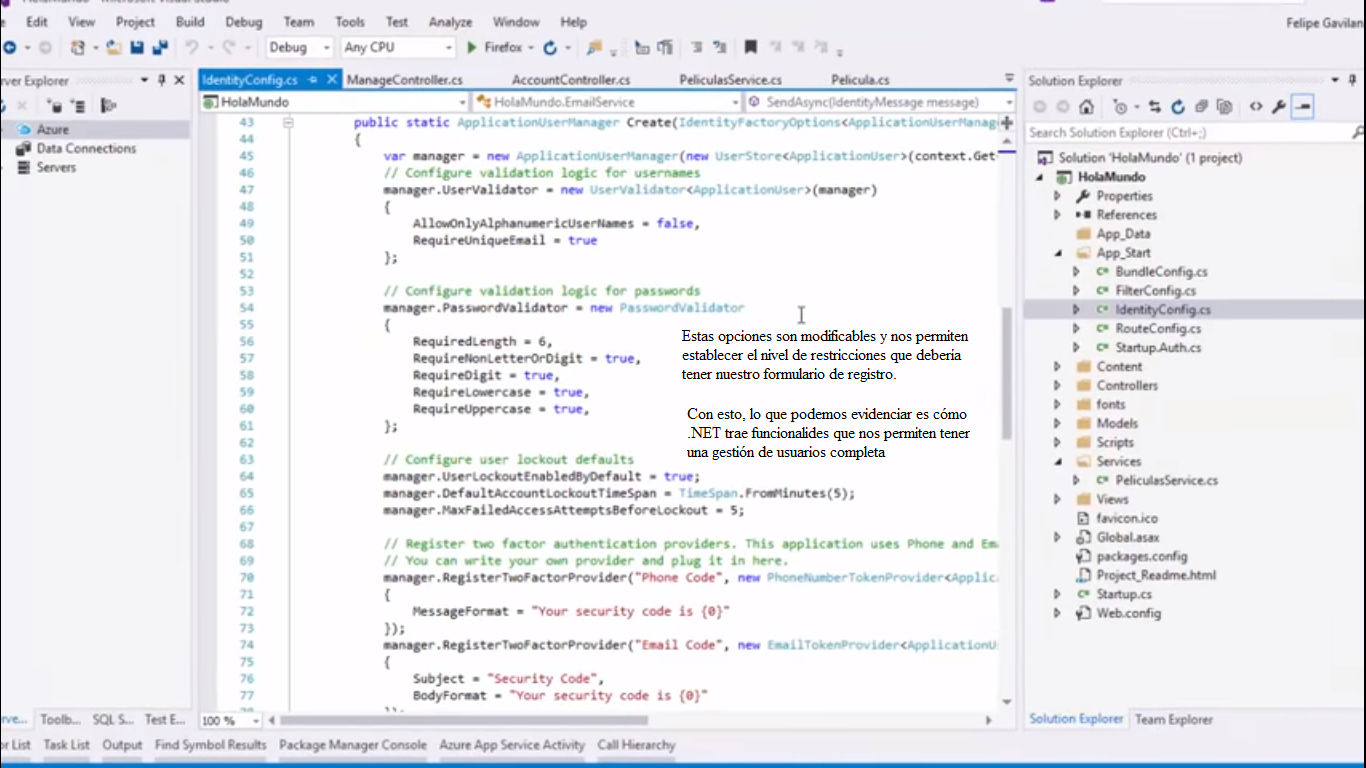 Edit View Project Build Debug Team Tools Test Analyze Window Help
Felipe Gavilan
Debug Any CPU Firefox
ver Explorer
IdentityConfig.cs ManageController.cs AccountController.cs PeliculasService.cs Pelicula.cs
Solution Explorer
HolaMundo HolaMundo.EmailService SendAsync(IdentityMessage message)
Azure
Data Connections
Servers
43 public static ApplicationUserManager Create(IdentityFactoryOptions<ApplicationUserManag
44 {
45 var manager = new ApplicationUserManager(new UserStore<ApplicationUser>(context.Get
46 // Configure validation logic for usernames
47 manager.UserValidator = new UserValidator<ApplicationUser>(manager)
48 {
49 AllowOnlyAlphanumericUserNames = false,
50 RequireUniqueEmail = true
51 };
52
53 // Configure validation logic for passwords
54 manager.PasswordValidator = new PasswordValidator
55 {
56 RequiredLength = 6,
57 RequireNonLetterOrDigit = true,
58 RequireDigit = true,
59 RequireLowercase = true,
60 RequireUppercase = true,
61 };
62
63 // Configure user lockout defaults
64 manager.UserLockoutEnabledByDefault = true;
65 manager.DefaultAccountLockoutTimeSpan = TimeSpan.FromMinutes(5);
66 manager.MaxFailedAccessAttemptsBeforeLockout = 5;
67
68 // Register two factor authentication providers. This application uses Phone and Ema
69 // You can write your own provider and plug it in here.
70 manager.RegisterTwoFactorProvider("Phone Code", new PhoneNumberTokenProvider<Applic
71 {
72 MessageFormat = "Your security code is {0}"
73 });
74 manager.RegisterTwoFactorProvider("Email Code", new EmailTokenProvider<ApplicationU
75 {
76 Subject = "Security Code",
77 BodyFormat = "Your security code is {0}"
Estas opciones son modificables y nos permiten
establecer el nivel de restricciones que debería
tener nuestro formulario de registro.
Con esto, lo que podemos evidenciar es cómo
.NET trae funcionalides que nos permiten tener
una gestión de usuarios completa
Search Solution Explorer (Ctrl+;)
Solution 'HolaMundo' (1 project)
HolaMundo
Properties
References
App_Data
App_Start
BundleConfig.cs
FilterConfig.cs
IdentityConfig.cs
RouteConfig.cs
Startup.Auth.cs
Content
Controllers
fonts
Models
Scripts
Services
PeliculasService.cs
Views
favicon.ico
Global.asax
packages.config
Project_Readme.html
Startup.cs
Web.config
rve... Toolb... SQL S... Test E... 100 %
Solution Explorer Team Explorer
or List Task List Output Find Symbol Results Package Manager Console Azure App Service Activity Call Hierarchy